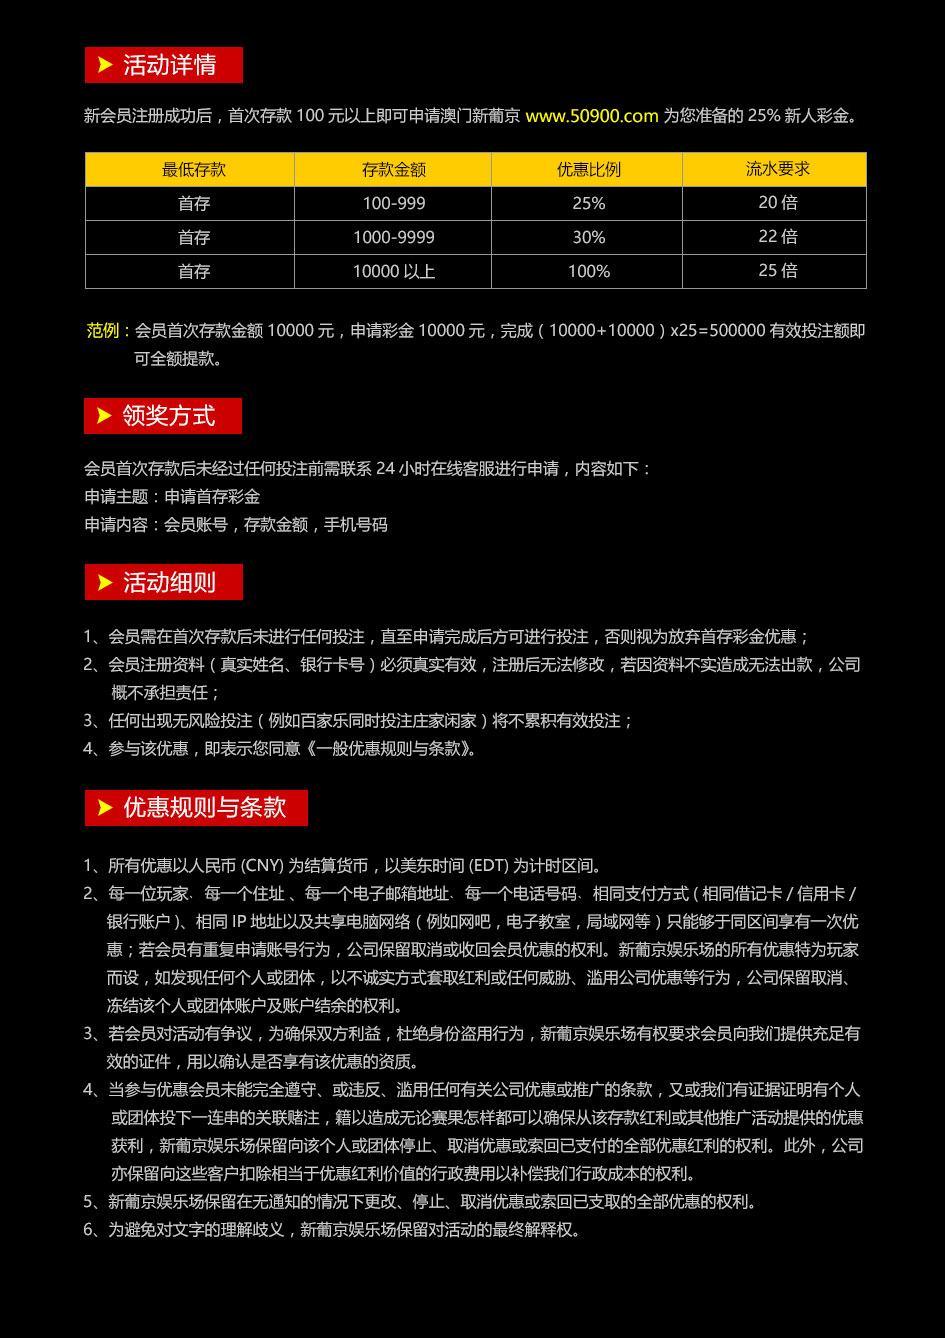 活动详情
新会员注册成功后，首次存款 100 元以上即可申请澳门新葡京 www.50900.com 为您准备的 25% 新人彩金。
最低存款 存款金额 优惠比例 流水要求
首存 100-999 25% 20 倍
首存 1000-9999 30% 22 倍
首存 10000 以上 100% 25 倍
范例：会员首次存款金额 10000 元，申请彩金 10000 元，完成（10000+10000）x25=500000 有效投注额即
可全额提款。
领奖方式
会员首次存款后未经过任何投注前需联系 24 小时在线客服进行申请，内容如下：
申请主题：申请首存彩金
申请内容：会员账号，存款金额，手机号码
活动细则
1、会员需在首次存款后未进行任何投注，直至申请完成后方可进行投注，否则视为放弃首存彩金优惠；
2、会员注册资料（真实姓名、银行卡号）必须真实有效，注册后无法修改，若因资料不实造成无法出款，公司
概不承担责任；
3、任何出现无风险投注（例如百家乐同时投注庄家闲家）将不累积有效投注；
4、参与该优惠，即表示您同意《一般优惠规则与条款》。
优惠规则与条款
1、所有优惠以人民币 (CNY) 为结算货币，以美东时间 (EDT) 为计时区间。
2、每一位玩家、每一个住址 、每一个电子邮箱地址、每一个电话号码、相同支付方式 ( 相同借记卡 / 信用卡 /
银行账户 )、相同 IP 地址以及共享电脑网络（例如网吧，电子教室，局域网等）只能够于同区间享有一次优
惠；若会员有重复申请账号行为，公司保留取消或收回会员优惠的权利。新葡京娱乐场的所有优惠特为玩家
而设，如发现任何个人或团体，以不诚实方式套取红利或任何威胁、滥用公司优惠等行为，公司保留取消、
冻结该个人或团体账户及账户结余的权利。
3、若会员对活动有争议，为确保双方利益，杜绝身份盗用行为，新葡京娱乐场有权要求会员向我们提供充足有
效的证件，用以确认是否享有该优惠的资质。
4、当参与优惠会员未能完全遵守、或违反、滥用任何有关公司优惠或推广的条款，又或我们有证据证明有个人
或团体投下一连串的关联赌注，籍以造成无论赛果怎样都可以确保从该存款红利或其他推广活动提供的优惠
获利，新葡京娱乐场保留向该个人或团体停止、取消优惠或索回已支付的全部优惠红利的权利。此外，公司
亦保留向这些客户扣除相当于优惠红利价值的行政费用以补偿我们行政成本的权利。
5、新葡京娱乐场保留在无通知的情况下更改、停止、取消优惠或索回已支取的全部优惠的权利。
6、为避免对文字的理解歧义，新葡京娱乐场保留对活动的最终解释权。